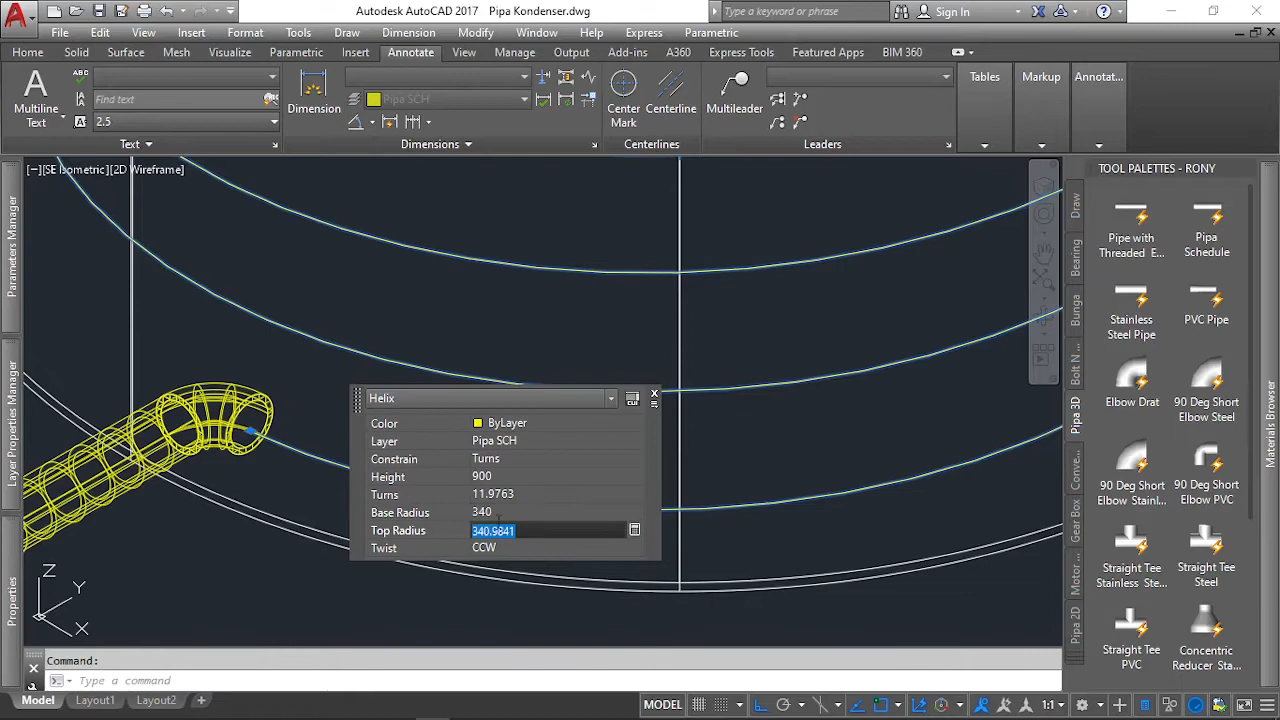 Autodesk AutoCAD 2017 Pipa Kondenser.dwg
Type a keyword or phrase
Sign In
File Edit View Insert Format Tools Draw Dimension Modify Window Help Express Parametric
Home Solid Surface Mesh Visualize Parametric Insert Annotate View Manage Output Add-ins A360 Express Tools Featured Apps BIM 360
Multiline
Text
Find text
2.5
Text
Dimension
Pipa SCH
Dimensions
Center
Mark
Centerline
Centerlines
Multileader
Leaders
Tables
Markup
Annotat...
[−][SE Isometric][2D Wireframe]
Parameters Manager
Layer Properties Manager
Properties
Helix
Color ByLayer
Layer Pipa SCH
Constrain Turns
Height 900
Turns 11.9763
Base Radius 340
Top Radius 340.9841
Twist CCW
Z
Y
X
TOOL PALETTES - RONY
Draw
Bearing
Bunga
Bolt N ...
Pipa 3D
Conve...
Gear Box
Motor ...
Pipa 2D
Pipe with
Threaded E...
Pipa
Schedule
Stainless
Steel Pipe
PVC Pipe
Elbow Drat
90 Deg Short
Elbow Steel
90 Deg Short
Elbow Stainl...
90 Deg Short
Elbow PVC
Straight Tee
Stainless Ste...
Straight Tee
Steel
Straight Tee
PVC
Concentric
Reducer Sta...
Materials Browser
Command:
Type a command
Model Layout1 Layout2 +
MODEL
1:1